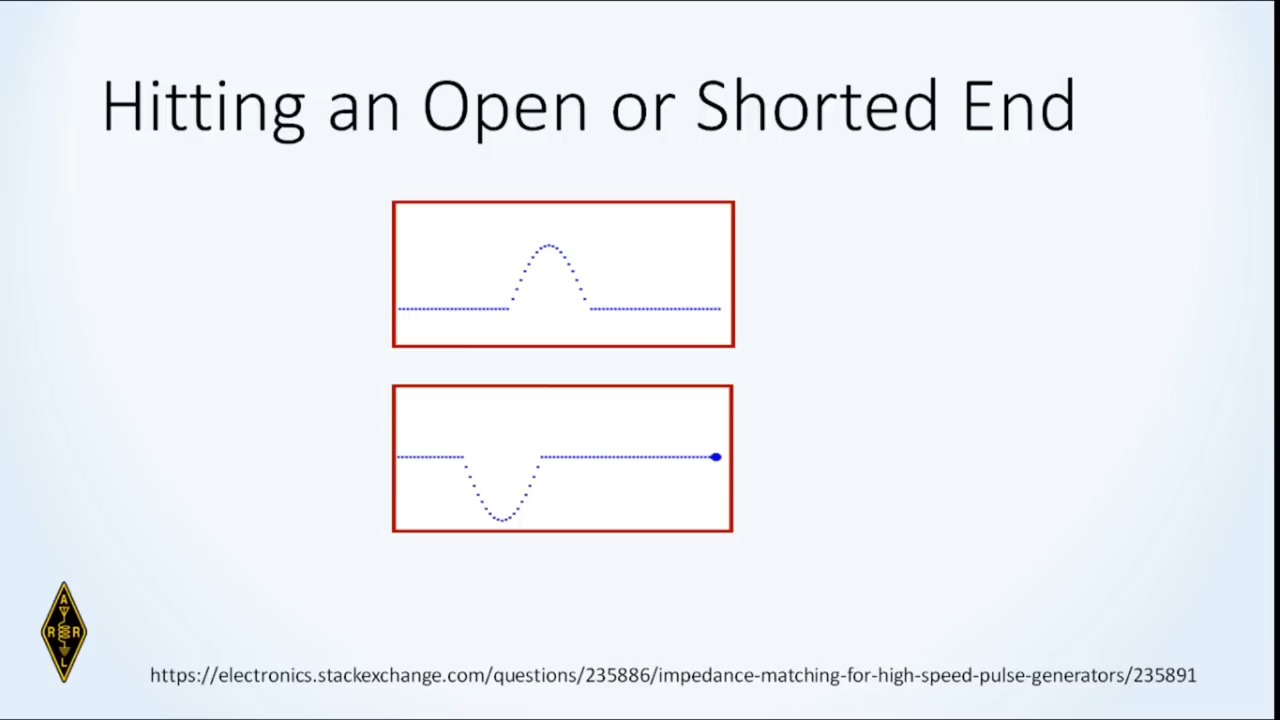 Hitting an Open or Shorted End
A
R R
L
https://electronics.stackexchange.com/questions/235886/impedance-matching-for-high-speed-pulse-generators/235891